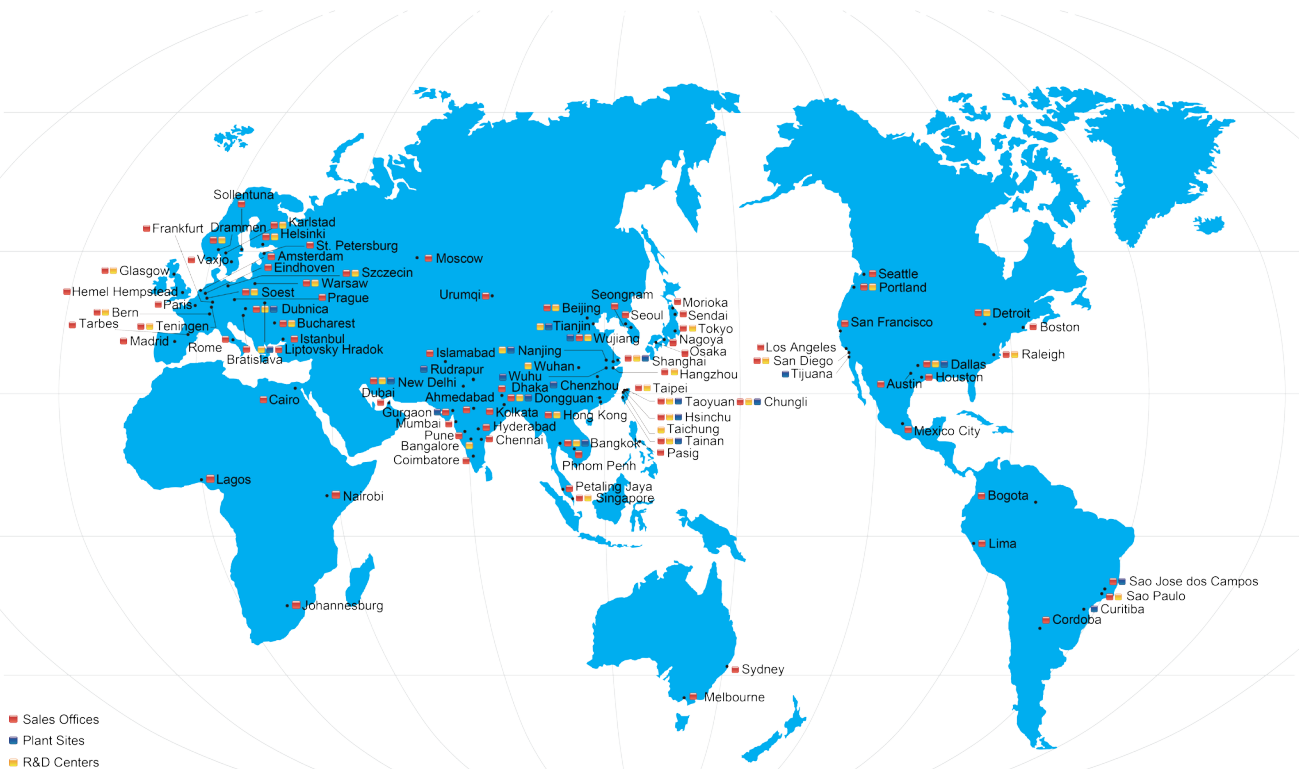 Sollentuna
Frankfurt
Drammen
Karlstad
Helsinki
St. Petersburg
Vaxjo
Amsterdam
Moscow
Eindhoven
Glasgow
Szczecin
Warsaw
Hemel Hempstead
Soest
Prague
Paris
Bern
Dubnica
Tarbes
Teningen
Bucharest
Madrid
Rome
Istanbul
Bratislava
Liptovsky Hradok
Cairo
Lagos
Nairobi
Johannesburg
Urumqi
Beijing
Seongnam
Morioka
Seoul
Sendai
Tianjin
Tokyo
Wujiang
Nagoya
Osaka
Islamabad
Nanjing
Shanghai
Rudrapur
Wuhan
Hangzhou
New Delhi
Wuhu
Dubai
Dhaka
Chenzhou
Taipei
Ahmedabad
Dongguan
Taoyuan
Chungli
Gurgaon
Kolkata
Hong Kong
Hsinchu
Mumbai
Hyderabad
Taichung
Pune
Chennai
Bangkok
Tainan
Bangalore
Pasig
Coimbatore
Phnom Penh
Petaling Jaya
Singapore
Sydney
Melbourne
Seattle
Portland
Detroit
San Francisco
Boston
Los Angeles
Raleigh
San Diego
Dallas
Tijuana
Houston
Austin
Mexico City
Bogota
Lima
Sao Jose dos Campos
Sao Paulo
Curitiba
Cordoba
Sales Offices
Plant Sites
R&D Centers